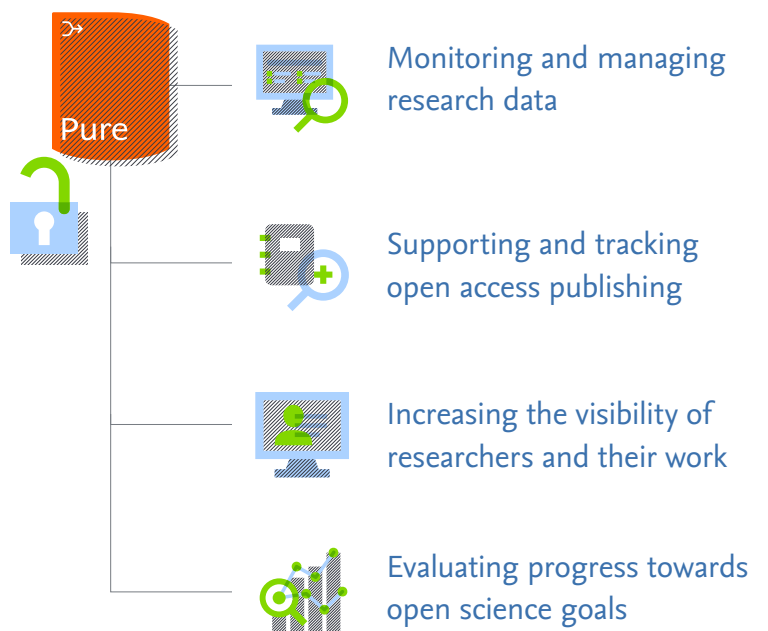 Pure
Monitoring and managing
research data
Supporting and tracking
open access publishing
Increasing the visibility of
researchers and their work
Evaluating progress towards
open science goals